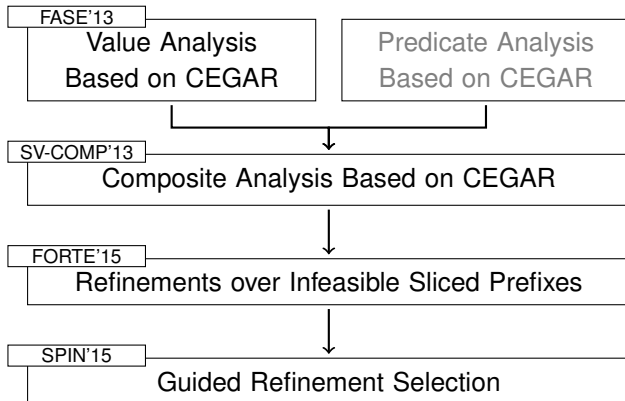 FASE'13
Value Analysis
Based on CEGAR
Predicate Analysis
Based on CEGAR
SV-COMP'13
Composite Analysis Based on CEGAR
FORTE'15
Refinements over Infeasible Sliced Prefixes
SPIN'15
Guided Refinement Selection